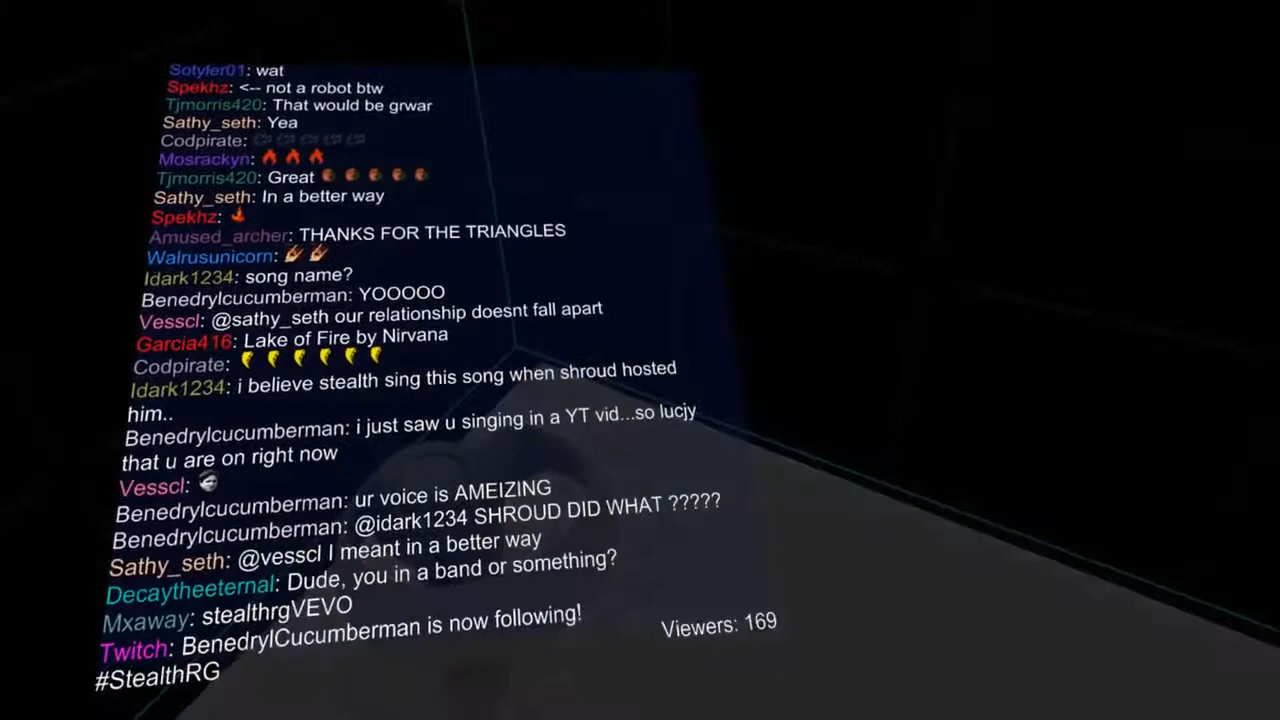 Sotyler01: wat
Spekhz: <-- not a robot btw
Tjmorris420: That would be grwar
Sathy_seth: Yea
Codpirate:
Mosrackyn:
Tjmorris420: Great
Sathy_seth: In a better way
Spekhz:
Amused_archer: THANKS FOR THE TRIANGLES
Walrusunicorn:
Idark1234: song name?
Benedrylcucumberman: YOOOOO
Vesscl: @sathy_seth our relationship doesnt fall apart
Garcia416: Lake of Fire by Nirvana
Codpirate:
Idark1234: i believe stealth sing this song when shroud hosted
him..
Benedrylcucumberman: i just saw u singing in a YT vid...so lucjy
that u are on right now
Vesscl:
Benedrylcucumberman: ur voice is AMEIZING
Benedrylcucumberman: @idark1234 SHROUD DID WHAT ?????
Sathy_seth: @vesscl I meant in a better way
Decaytheeternal: Dude, you in a band or something?
Mxaway: stealthrgVEVO
Twitch: BenedrylCucumberman is now following!
#StealthRG
Viewers: 169